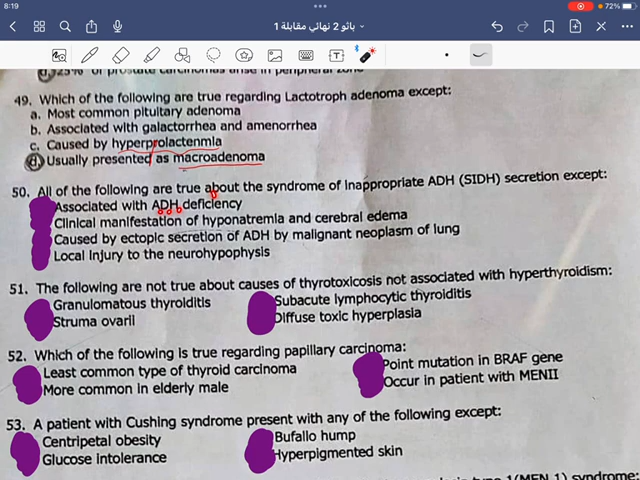 8:19
72%
باثو 2 نهائي مقابلة 1
49. Which of the following are true regarding Lactotroph adenoma except:
a. Most common pituitary adenoma
b. Associated with galactorrhea and amenorrhea
c. Caused by hyperprolactenmia
d. Usually presented as macroadenoma
50. All of the following are true about the syndrome of inappropriate ADH (SIDH) secretion except:
Associated with ADH deficiency
Clinical manifestation of hyponatremia and cerebral edema
Caused by ectopic secretion of ADH by malignant neoplasm of lung
Local injury to the neurohypophysis
51. The following are not true about causes of thyrotoxicosis not associated with hyperthyroidism:
Granulomatous thyroiditis Subacute lymphocytic thyroiditis
Struma ovarii Diffuse toxic hyperplasia
52. Which of the following is true regarding papillary carcinoma:
Least common type of thyroid carcinoma Point mutation in BRAF gene
More common in elderly male Occur in patient with MENII
53. A patient with Cushing syndrome present with any of the following except:
Centripetal obesity Bufallo hump
Glucose intolerance Hyperpigmented skin
1(MEN 1) syndrome: